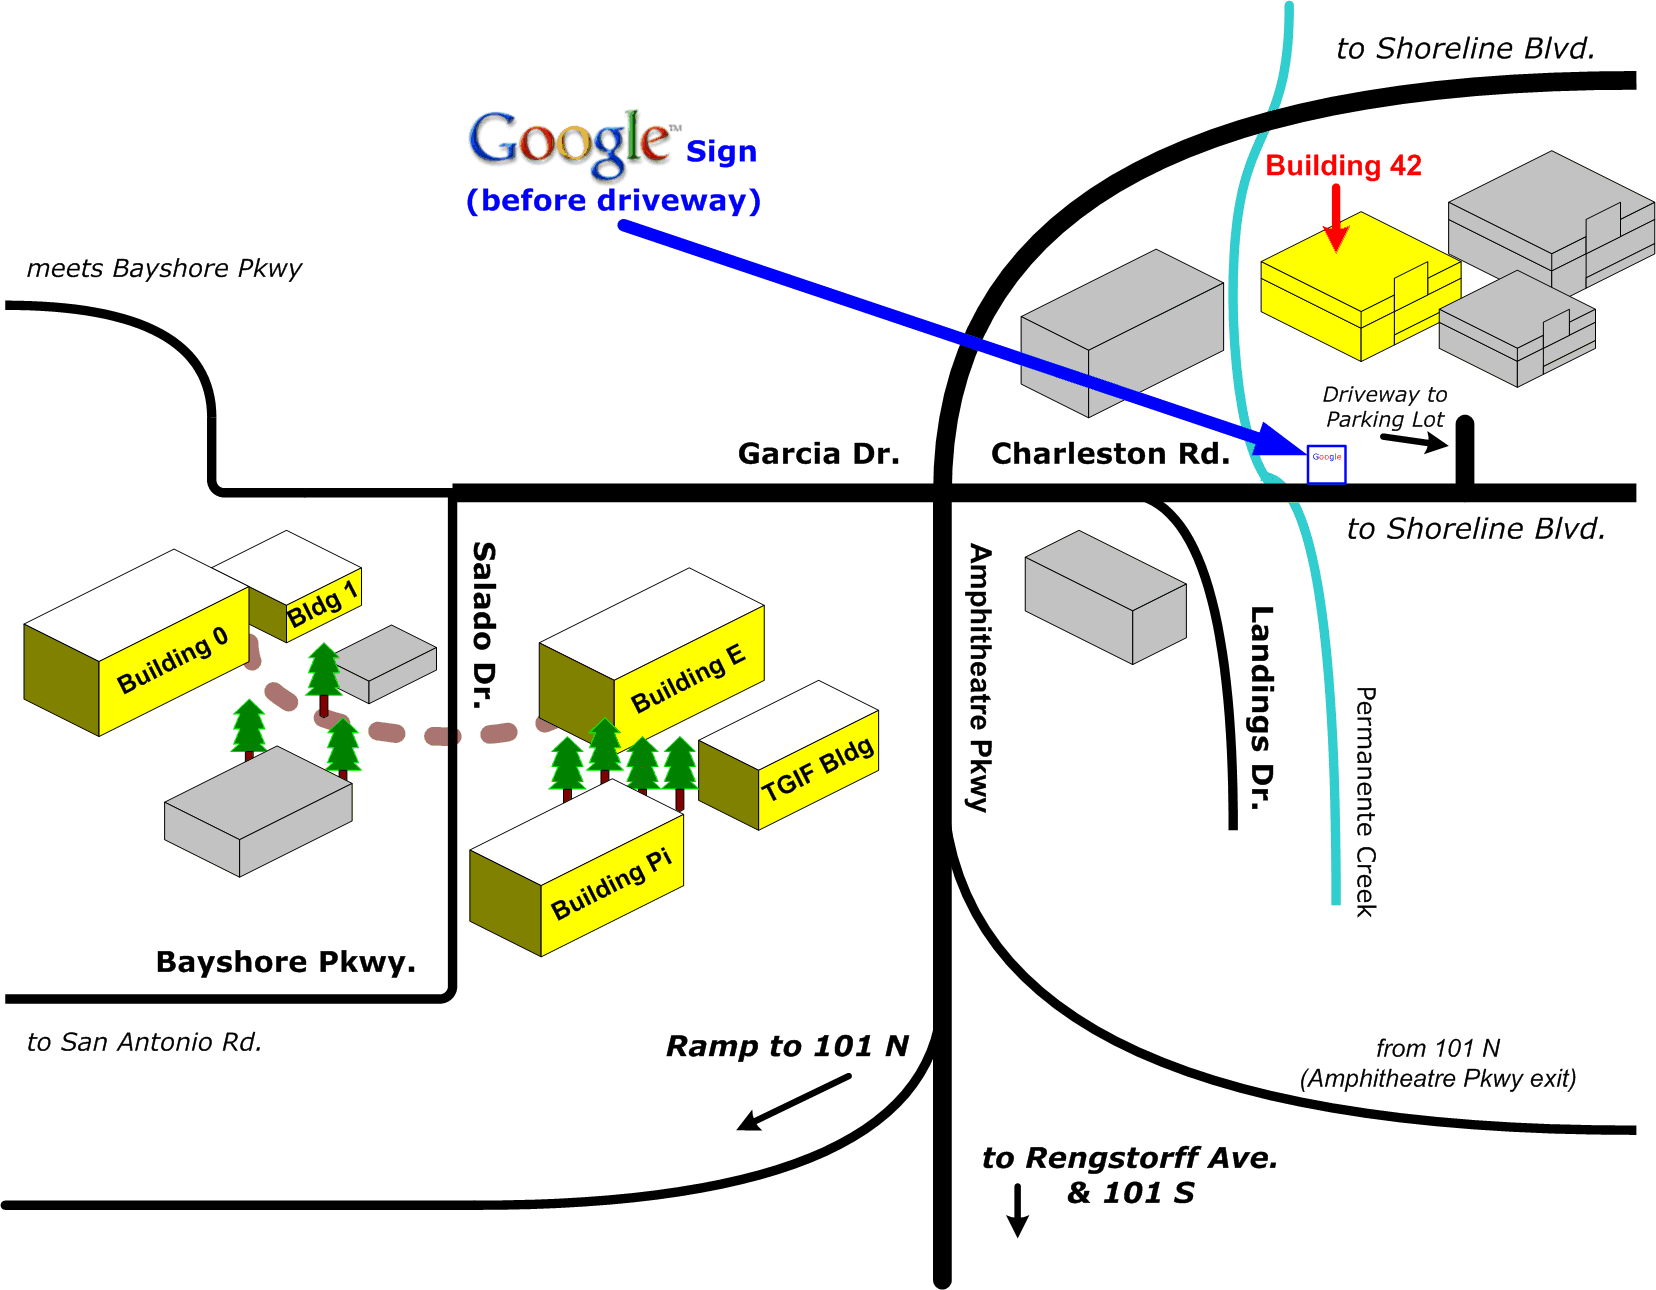 to Shoreline Blvd.
Google™ Sign
(before driveway)
Building 42
meets Bayshore Pkwy
Driveway to
Parking Lot
Garcia Dr.
Charleston Rd.
Google
to Shoreline Blvd.
Salado Dr.
Amphitheatre Pkwy
Landings Dr.
Permanente Creek
Bldg 1
Building 0
Building E
TGIF Bldg
Building Pi
Bayshore Pkwy.
to San Antonio Rd.
Ramp to 101 N
from 101 N
(Amphitheatre Pkwy exit)
to Rengstorff Ave.
& 101 S